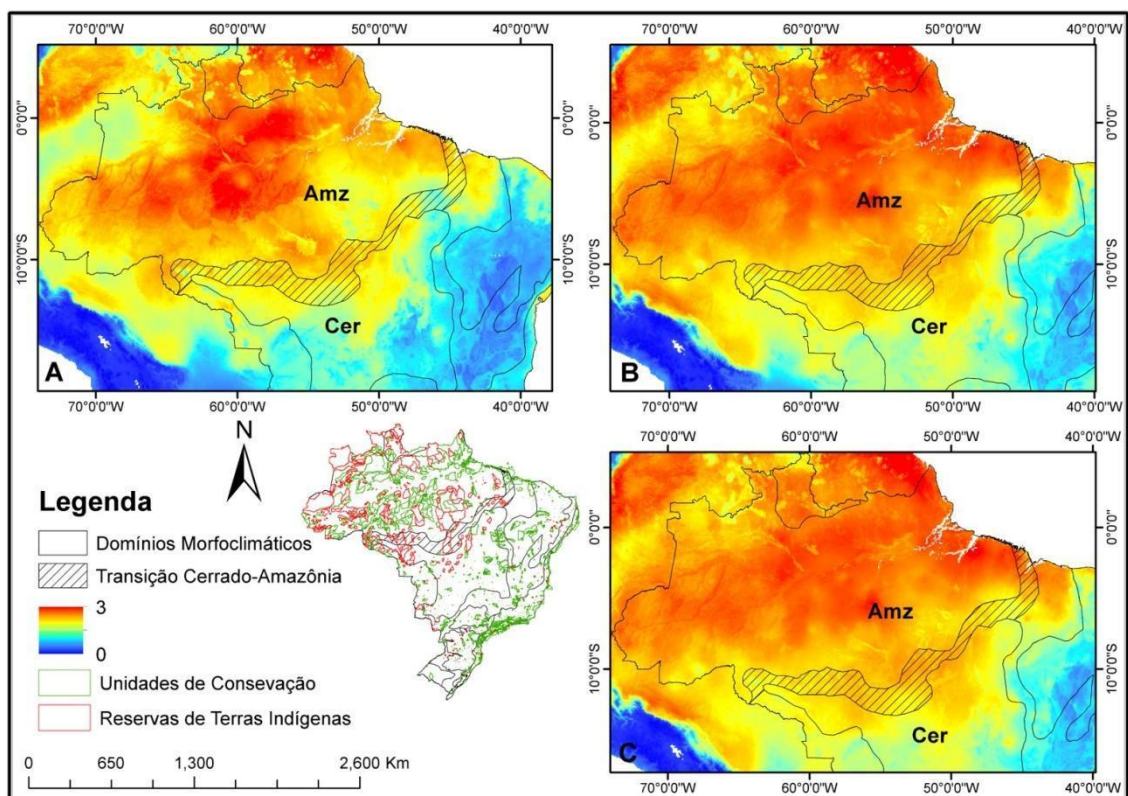 70°0'0"W 60°0'0"W 50°0'0"W 40°0'0"W
0°0'0"
10°0'0"S
Amz
Cer
A
70°0'0"W 60°0'0"W 50°0'0"W 40°0'0"W
70°0'0"W 60°0'0"W 50°0'0"W 40°0'0"W
0°0'0"
0°0'0"
10°0'0"S
10°0'0"S
Amz
Cer
B
70°0'0"W 60°0'0"W 50°0'0"W 40°0'0"W
N
Legenda
Domínios Morfoclimáticos
Transição Cerrado-Amazônia
3
0
Unidades de Consevação
Reservas de Terras Indígenas
0 650 1,300 2,600 Km
0°0'0"
0°0'0"
10°0'0"S
10°0'0"S
Amz
Cer
C
70°0'0"W 60°0'0"W 50°0'0"W 40°0'0"W